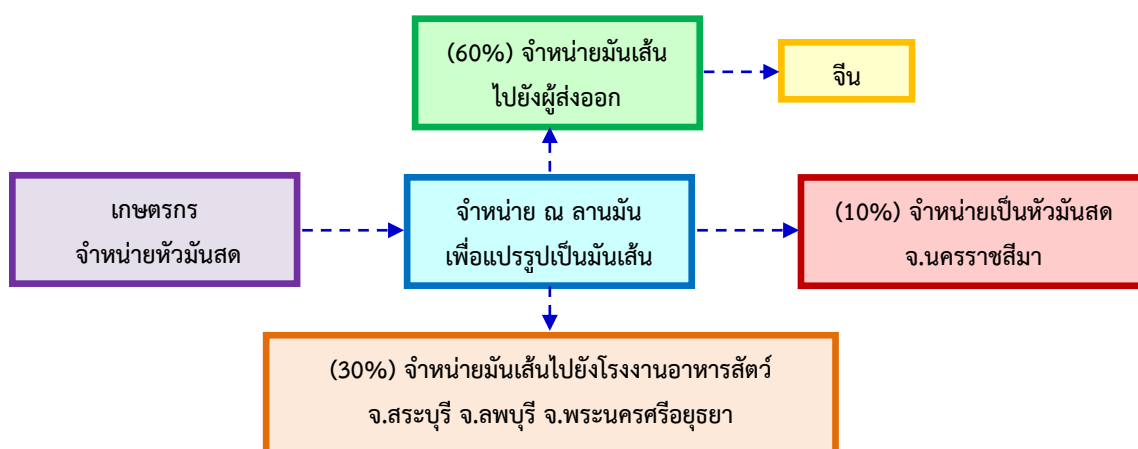 (60%) จำหน่ายมันเส้น
ไปยังผู้ส่งออก
จีน
เกษตรกร
จำหน่ายหัวมันสด
จำหน่าย ณ ลานมัน
เพื่อแปรรูปเป็นมันเส้น
(10%) จำหน่ายเป็นหัวมันสด
จ.นครราชสีมา
(30%) จำหน่ายมันเส้นไปยังโรงงานอาหารสัตว์
จ.สระบุรี จ.ลพบุรี จ.พระนครศรีอยุธยา